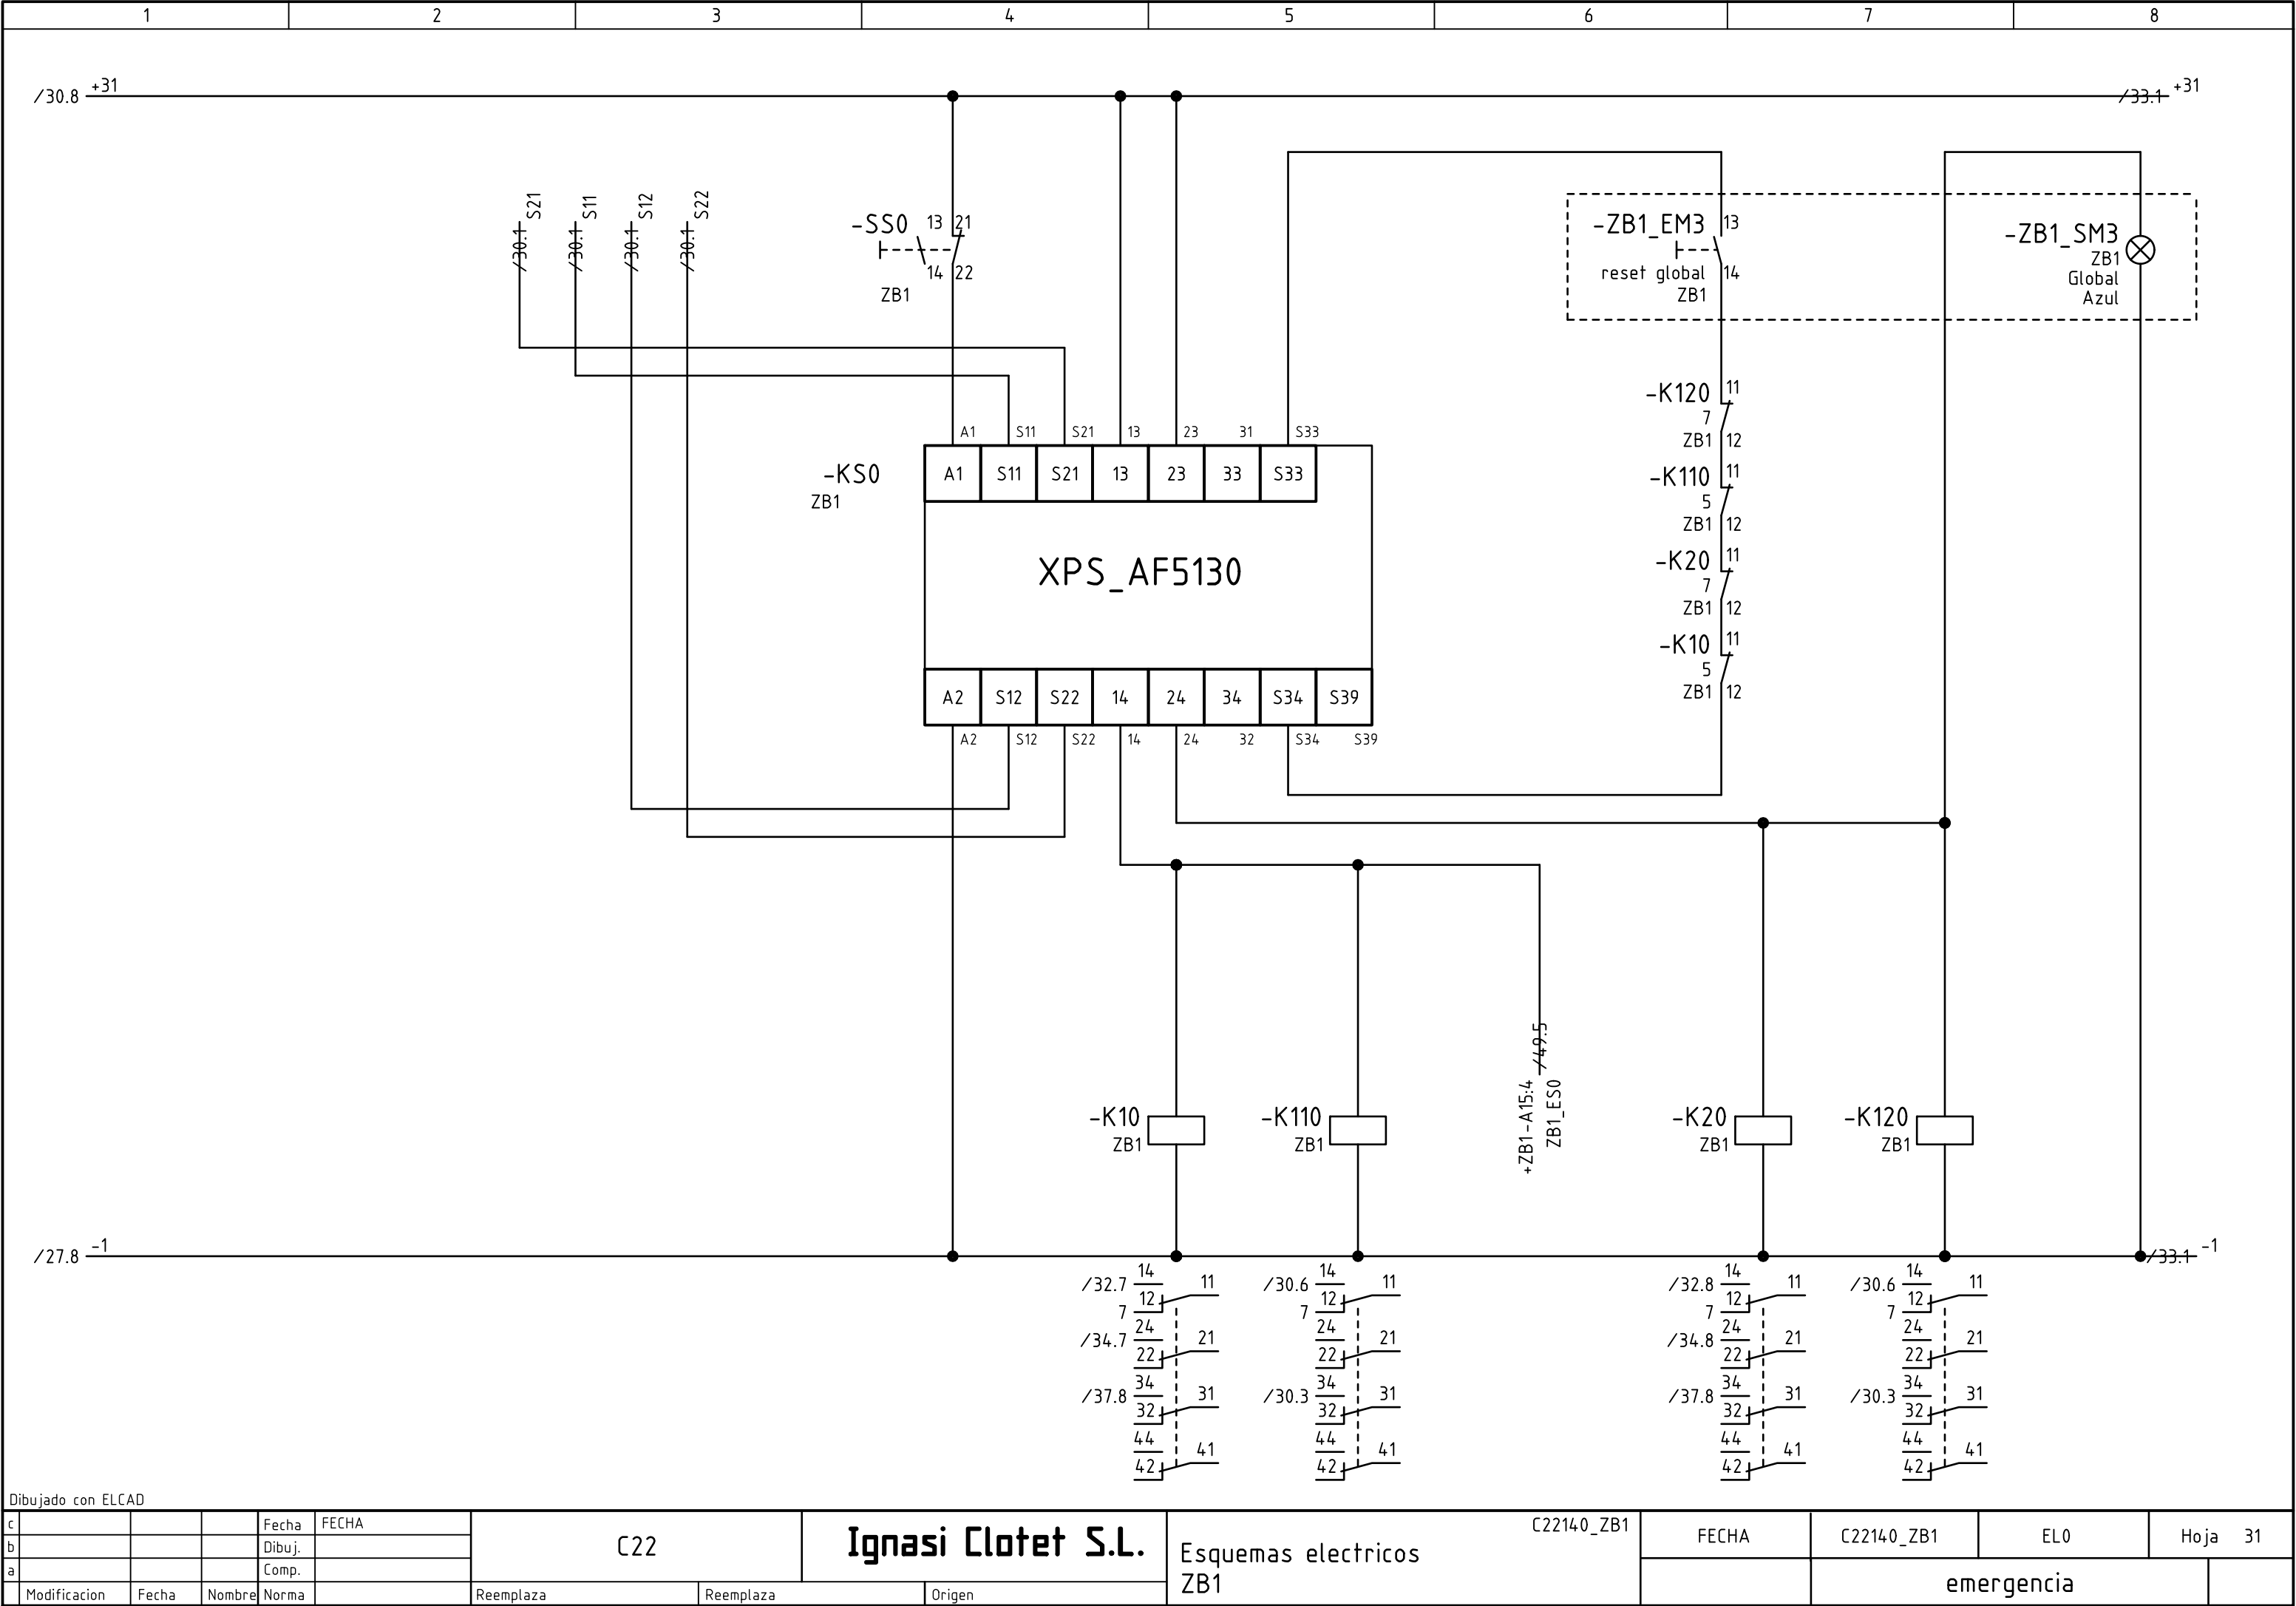 1 2 3 4 5 6 7 8
/30.8 +31 /33.1 +31
/30.1 S21
/30.1 S11
/30.1 S12
/30.1 S22
-SS0 13 21
14 22
ZB1
-ZB1_EM3 13
reset global 14
ZB1
-ZB1_SM3
ZB1
Global
Azul
-K120 11
7
ZB1 12
-K110 11
5
ZB1 12
-K20 11
7
ZB1 12
-K10 11
5
ZB1 12
A1 S11 S21 13 23 31 S33
-KS0 A1 S11 S21 13 23 33 S33
ZB1
XPS_AF5130
A2 S12 S22 14 24 34 S34 S39
A2 S12 S22 14 24 32 S34 S39
/49.5
+ZB1-A15:4
ZB1_ES0
-K10
ZB1
-K110
ZB1
-K20
ZB1
-K120
ZB1
/27.8 -1 /33.1 -1
/32.7 14 11
7 12
/34.7 24 21
22
/37.8 34 31
32
44 41
42
/30.6 14 11
7 12
24 21
22
/30.3 34 31
32
44 41
42
/32.8 14 11
7 12
/34.8 24 21
22
/37.8 34 31
32
44 41
42
/30.6 14 11
7 12
24 21
22
/30.3 34 31
32
44 41
42
Dibujado con ELCAD
c Fecha FECHA
b Dibuj.
a Comp.
Modificacion Fecha Nombre Norma
C22
Reemplaza Reemplaza Origen
Ignasi Clotet S.L.
C22140_ZB1
Esquemas electricos
ZB1
FECHA C22140_ZB1 EL0 Hoja 31
emergencia